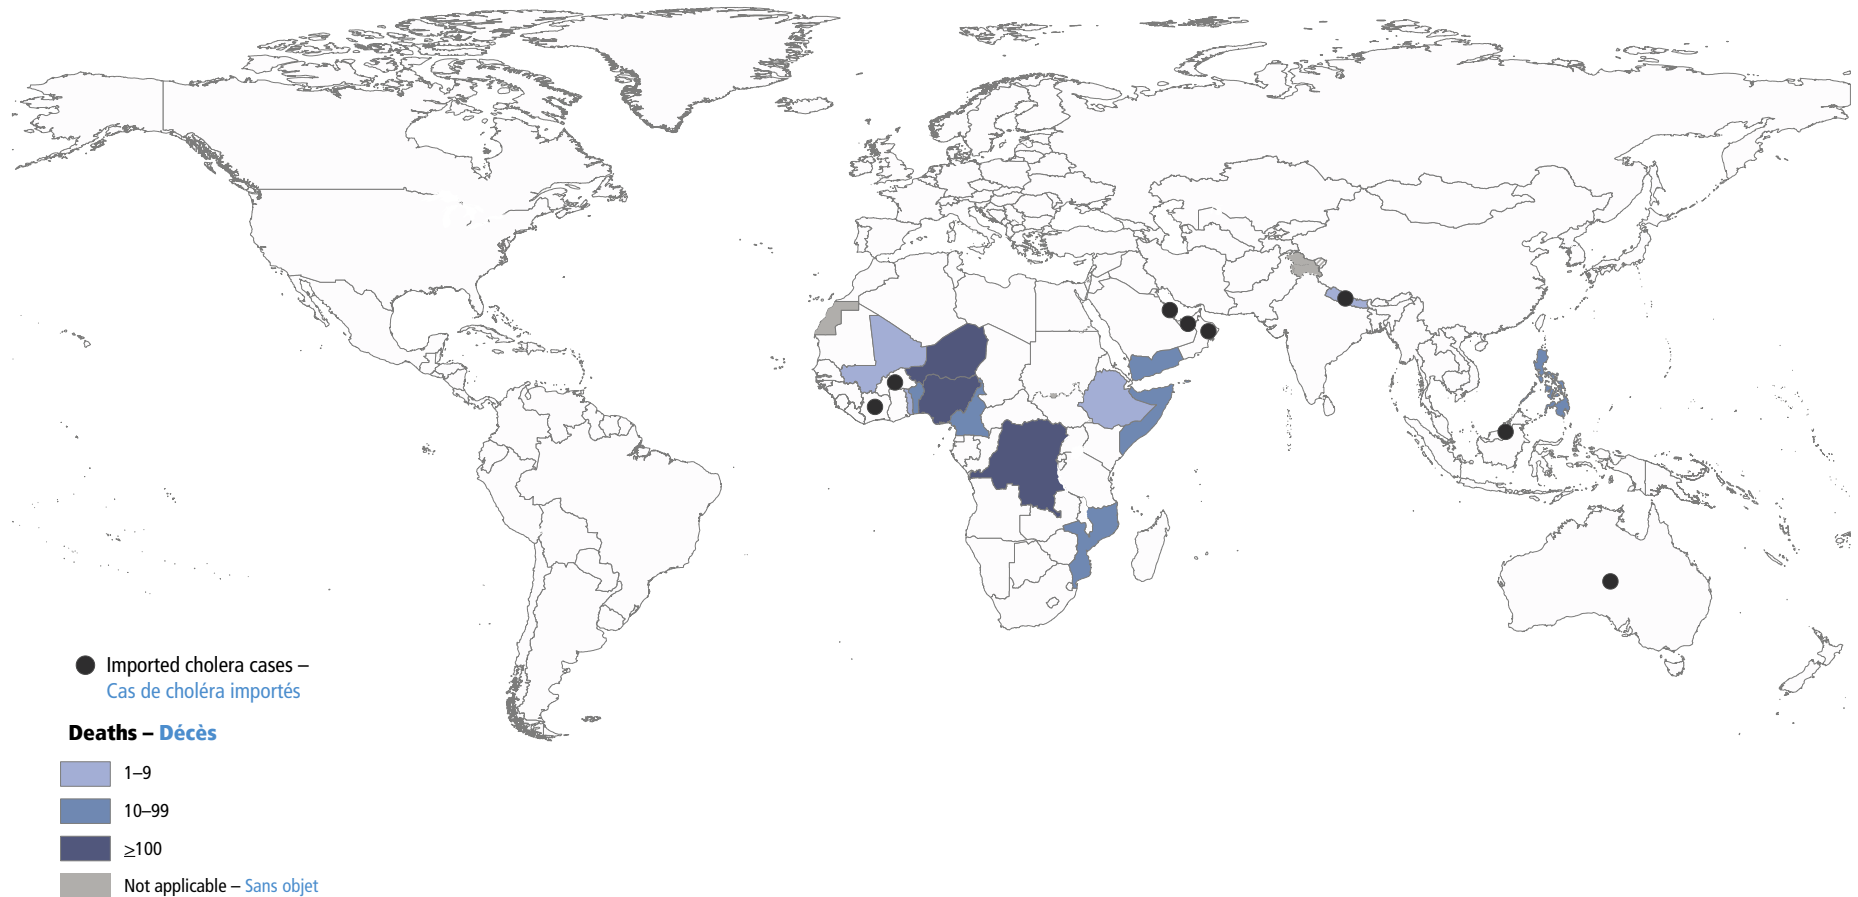 Imported cholera cases –
Cas de choléra importés
Deaths – Décès
1–9
10–99
≥100
Not applicable – Sans objet